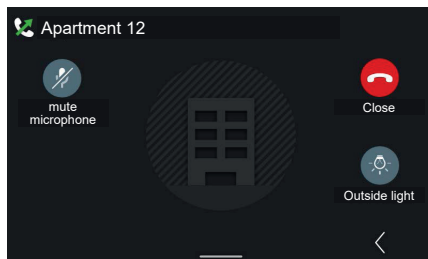 Apartment 12
mute
microphone
Close
Outside light